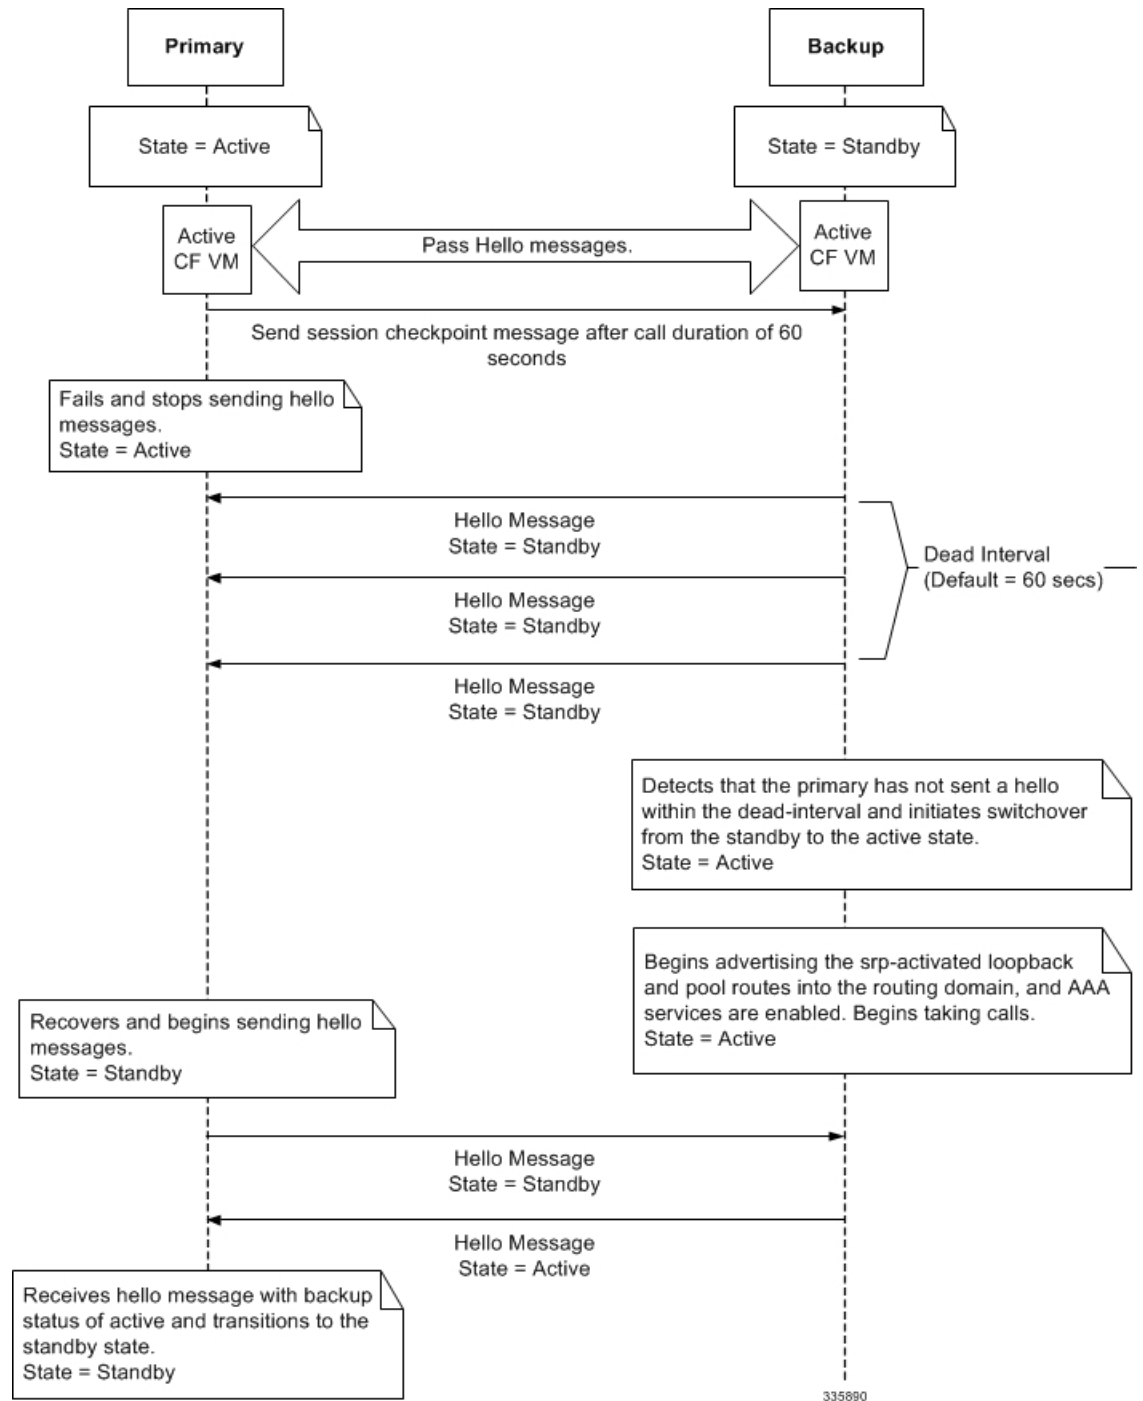 Primary
Backup
State = Active
State = Standby
Active
CF VM
Pass Hello messages.
Active
CF VM
Send session checkpoint message after call duration of 60
seconds
Fails and stops sending hello
messages.
State = Active
Hello Message
State = Standby
Dead Interval
(Default = 60 secs)
Hello Message
State = Standby
Hello Message
State = Standby
Detects that the primary has not sent a hello
within the dead-interval and initiates switchover
from the standby to the active state.
State = Active
Begins advertising the srp-activated loopback
and pool routes into the routing domain, and AAA
services are enabled. Begins taking calls.
State = Active
Recovers and begins sending hello
messages.
State = Standby
Hello Message
State = Standby
Hello Message
State = Active
Receives hello message with backup
status of active and transitions to the
standby state.
State = Standby
335890